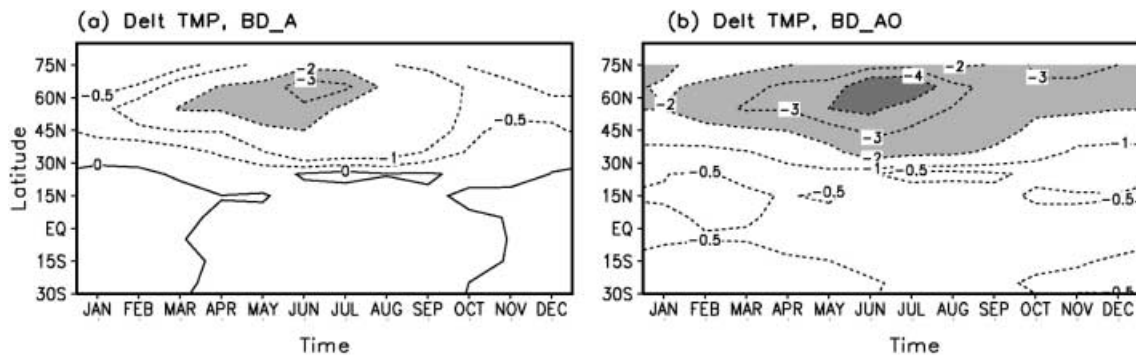 (a) Delt TMP, BD_A
(b) Delt TMP, BD_AO
Latitude
75N
60N
45N
30N
15N
EQ
15S
30S
-0.5
-2
-3
-0.5
-1
0
0
JAN FEB MAR APR MAY JUN JUL AUG SEP OCT NOV DEC
Time
75N
60N
45N
30N
15N
EQ
15S
30S
-2
-4
-2
-3
-3
-3
-2
-1
-1
-0.5
-0.5
-0.5
-0.5
-0.5
-0.5
JAN FEB MAR APR MAY JUN JUL AUG SEP OCT NOV DEC
Time